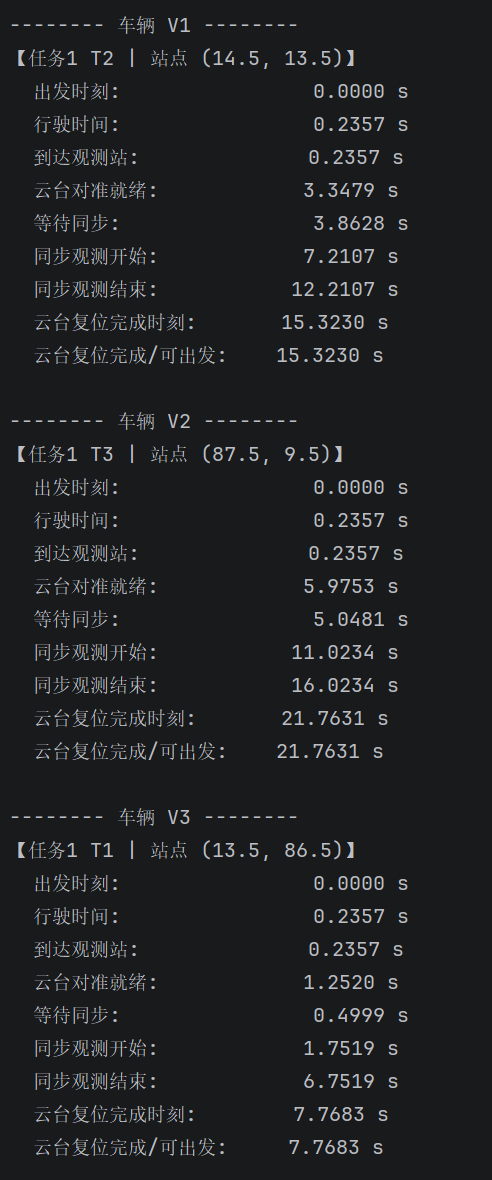 -------- 车辆 V1 --------
【任务1 T2 | 站点 (14.5, 13.5)】
出发时刻: 0.0000 s
行驶时间: 0.2357 s
到达观测站: 0.2357 s
云台对准就绪: 3.3479 s
等待同步: 3.8628 s
同步观测开始: 7.2107 s
同步观测结束: 12.2107 s
云台复位完成时刻: 15.3230 s
云台复位完成/可出发: 15.3230 s
-------- 车辆 V2 --------
【任务1 T3 | 站点 (87.5, 9.5)】
出发时刻: 0.0000 s
行驶时间: 0.2357 s
到达观测站: 0.2357 s
云台对准就绪: 5.9753 s
等待同步: 5.0481 s
同步观测开始: 11.0234 s
同步观测结束: 16.0234 s
云台复位完成时刻: 21.7631 s
云台复位完成/可出发: 21.7631 s
-------- 车辆 V3 --------
【任务1 T1 | 站点 (13.5, 86.5)】
出发时刻: 0.0000 s
行驶时间: 0.2357 s
到达观测站: 0.2357 s
云台对准就绪: 1.2520 s
等待同步: 0.4999 s
同步观测开始: 1.7519 s
同步观测结束: 6.7519 s
云台复位完成时刻: 7.7683 s
云台复位完成/可出发: 7.7683 s